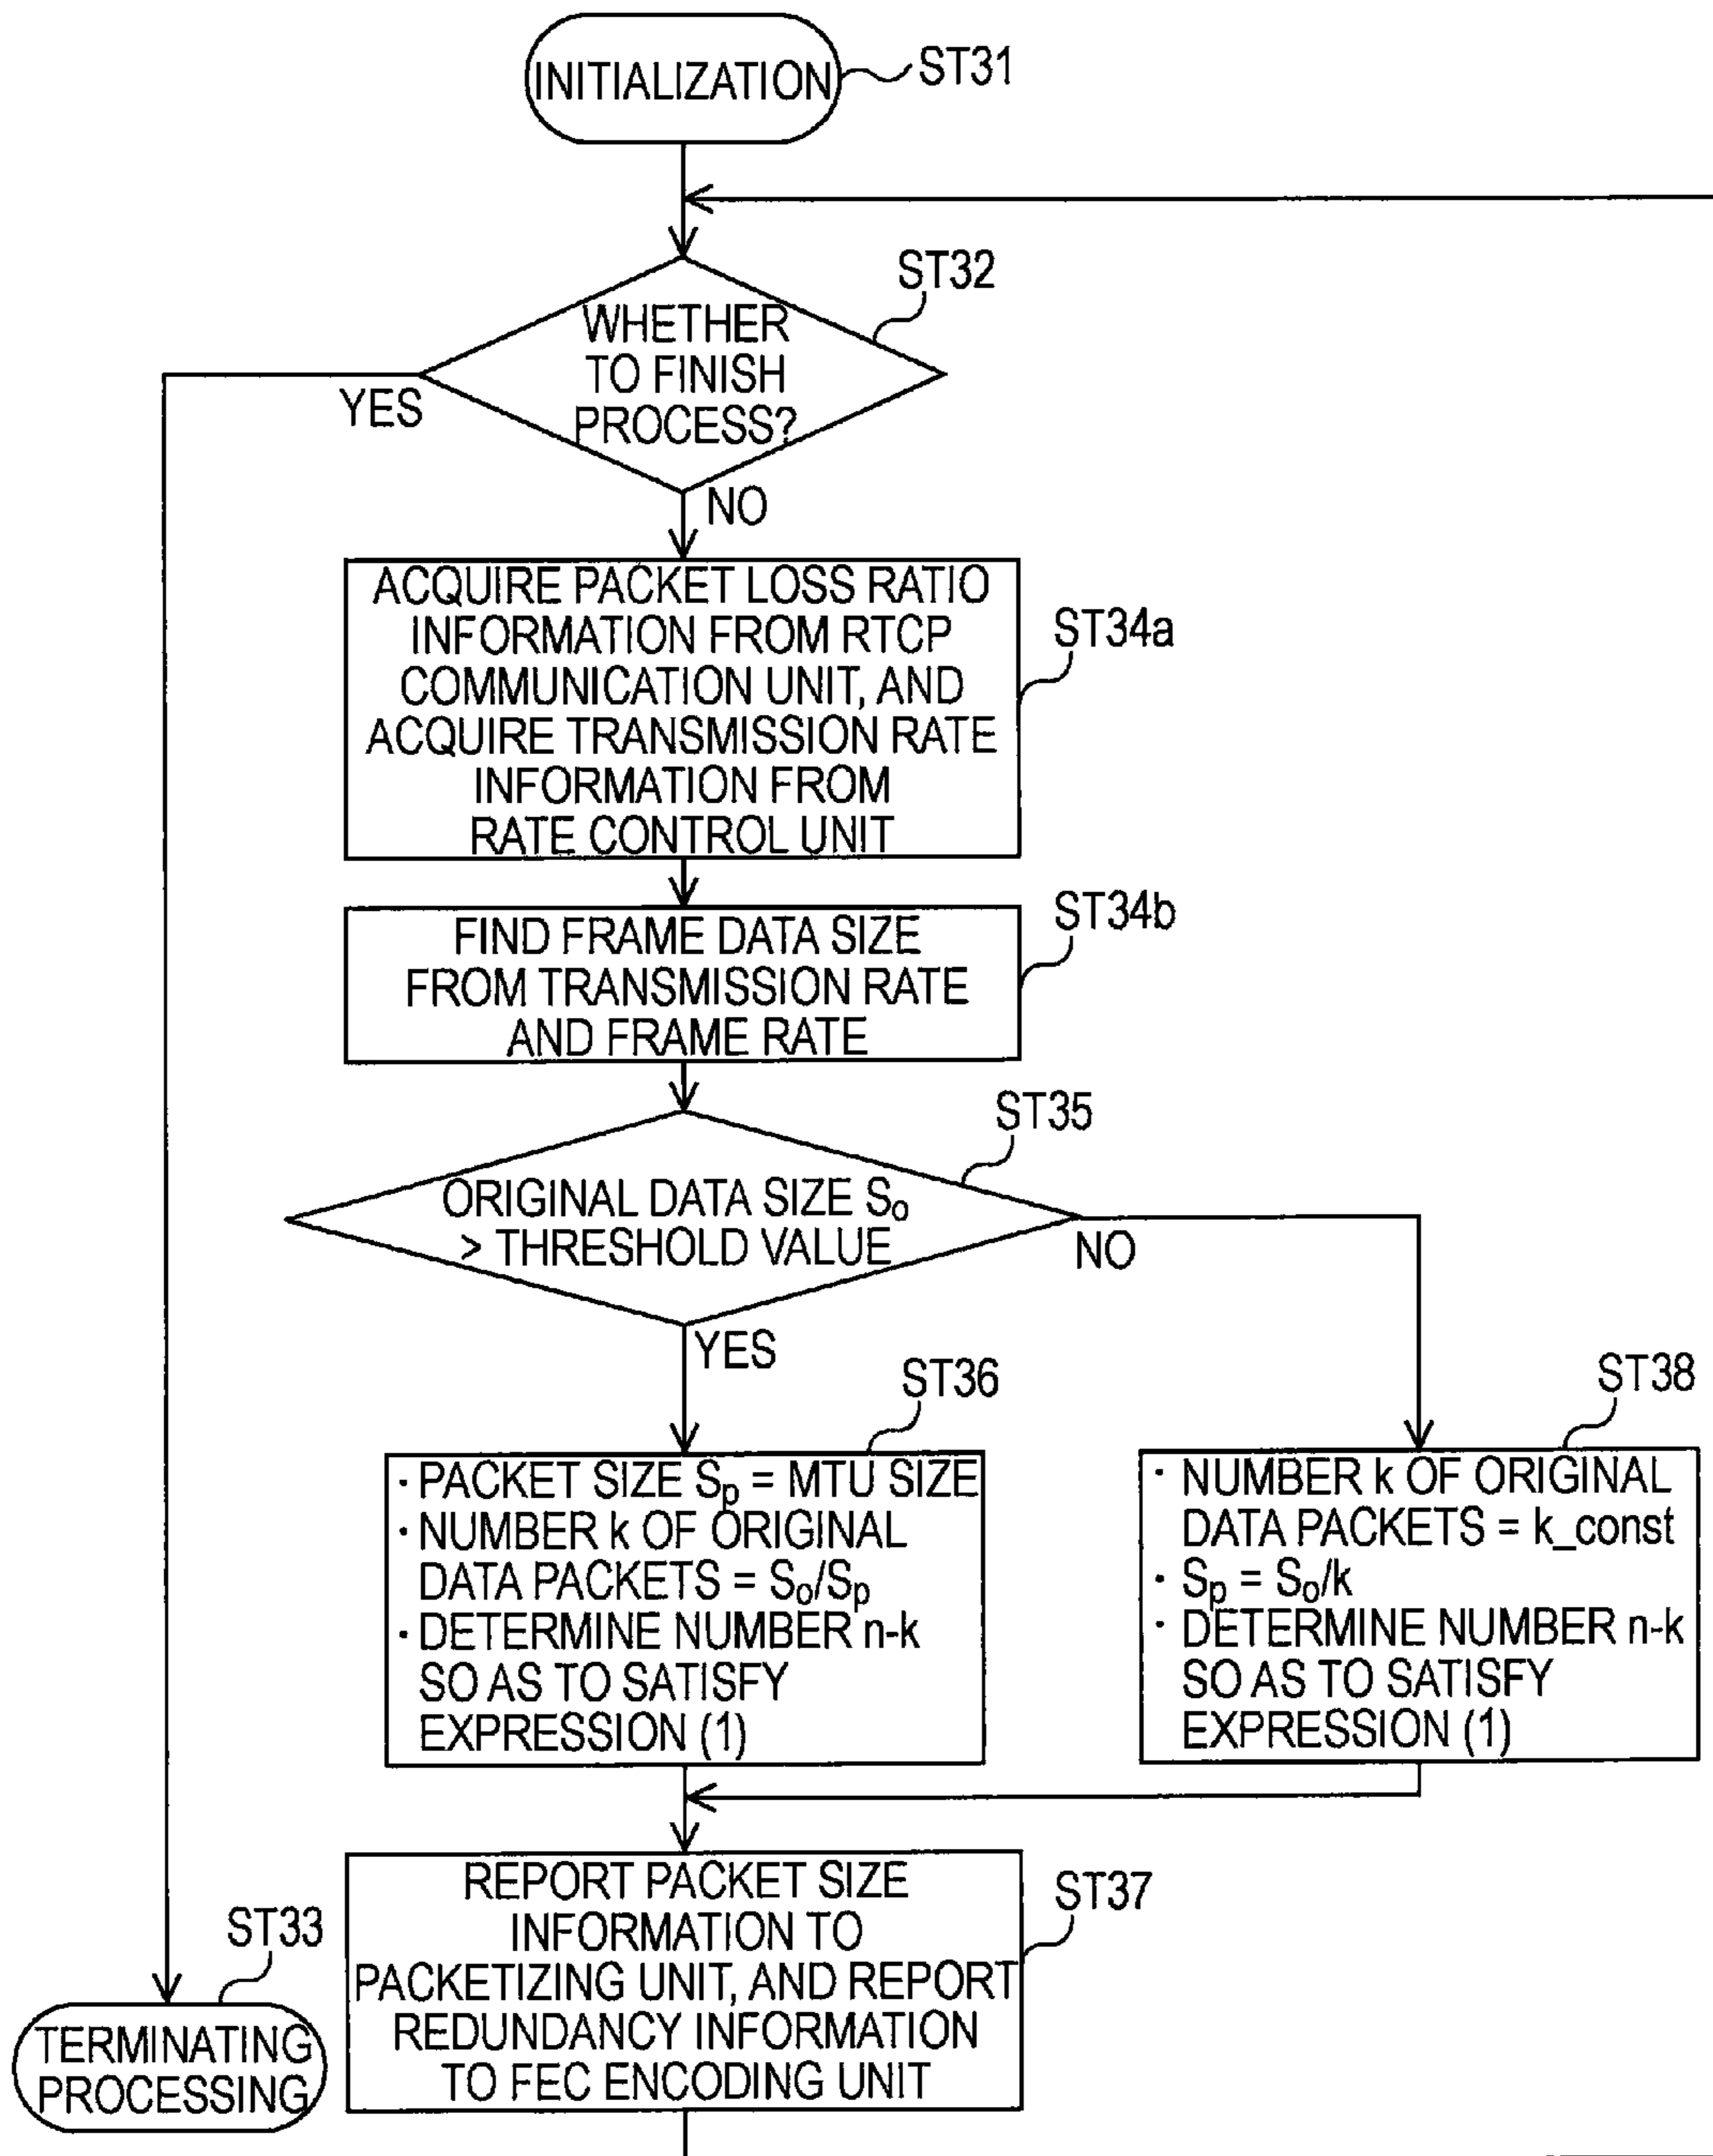 INITIALIZATION
ST31
ST32
WHETHER
TO FINISH
PROCESS?
YES
NO
ACQUIRE PACKET LOSS RATIO
INFORMATION FROM RTCP
COMMUNICATION UNIT, AND
ACQUIRE TRANSMISSION RATE
INFORMATION FROM
RATE CONTROL UNIT
ST34a
FIND FRAME DATA SIZE
FROM TRANSMISSION RATE
AND FRAME RATE
ST34b
ST35
ORIGINAL DATA SIZE So
> THRESHOLD VALUE
NO
YES
ST36
· PACKET SIZE Sp = MTU SIZE
· NUMBER k OF ORIGINAL
DATA PACKETS = So/Sp
· DETERMINE NUMBER n-k
SO AS TO SATISFY
EXPRESSION (1)
ST38
· NUMBER k OF ORIGINAL
DATA PACKETS = k_const
· Sp = So/k
· DETERMINE NUMBER n-k
SO AS TO SATISFY
EXPRESSION (1)
REPORT PACKET SIZE
INFORMATION TO
PACKETIZING UNIT, AND REPORT
REDUNDANCY INFORMATION
TO FEC ENCODING UNIT
ST37
ST33
TERMINATING
PROCESSING